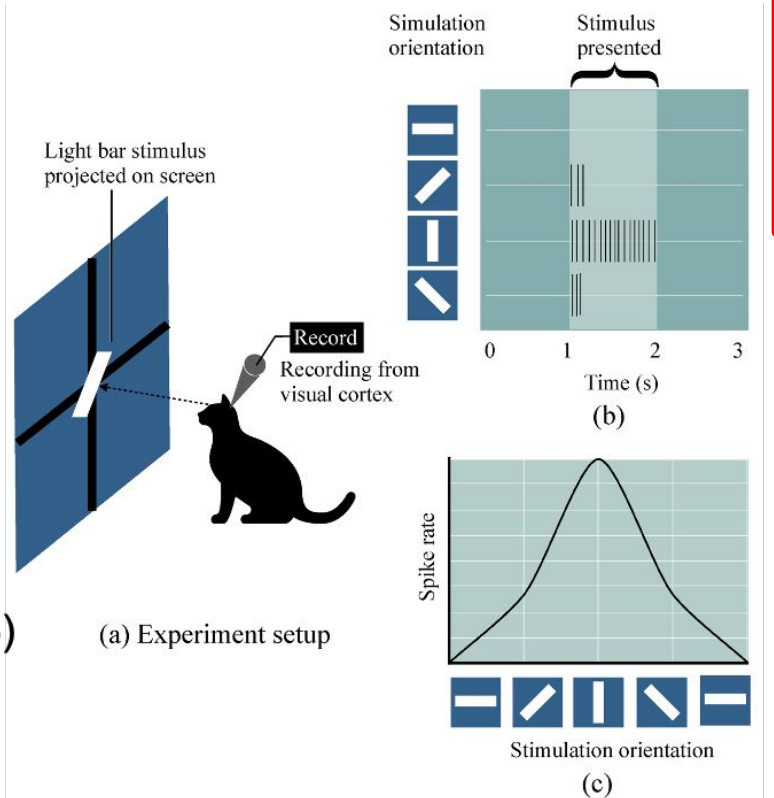 Simulation
orientation
Stimulus
presented
Light bar stimulus
projected on screen
Record
Recording from
visual cortex
0 1 2 3
Time (s)
(b)
Spike rate
)
(a) Experiment setup
Stimulation orientation
(c)